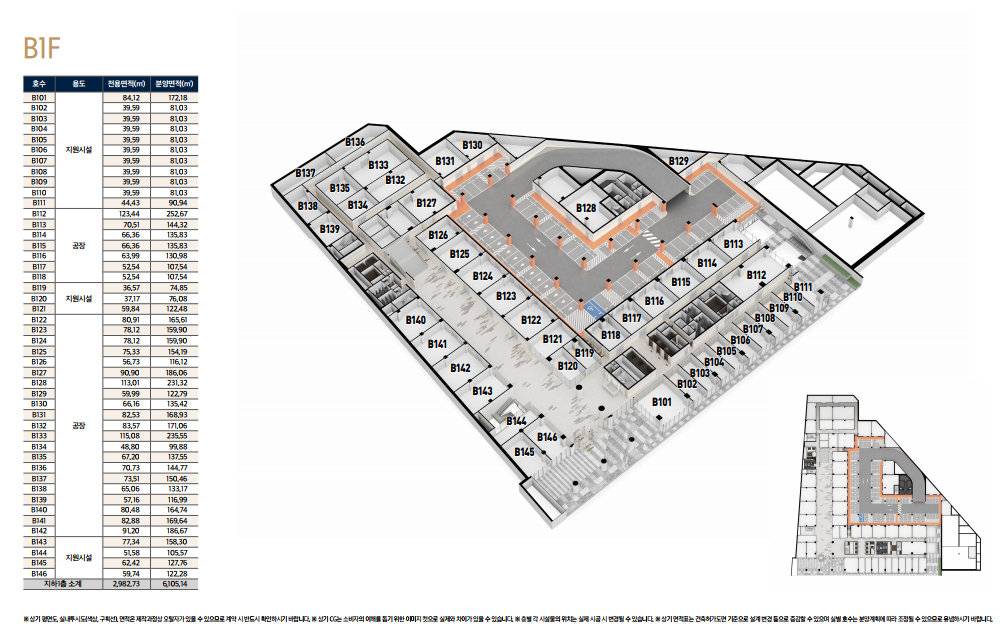 B1F
호수 용도 전용면적(㎡) 분양면적(㎡)
B101 84,12 172,18
B102 39,59 81,03
B103 39,59 81,03
B104 39,59 81,03
B105 39,59 81,03
B106 지원시설 39,59 81,03
B107 39,59 81,03
B108 39,59 81,03
B109 39,59 81,03
B110 39,59 81,03
B111 44,43 90,94
B112 123,44 252,67
B113 70,51 144,32
B114 66,36 135,83
B115 공장 66,36 135,83
B116 63,99 130,98
B117 52,54 107,54
B118 52,54 107,54
B119 36,57 74,85
B120 지원시설 37,17 76,08
B121 59,84 122,48
B122 80,91 165,61
B123 78,12 159,90
B124 78,12 159,90
B125 75,33 154,19
B126 56,73 116,12
B127 90,90 186,06
B128 113,01 231,32
B129 59,99 122,79
B130 66,16 135,42
B131 82,53 168,93
B132 공장 83,57 171,06
B133 115,08 235,55
B134 48,80 99,88
B135 67,20 137,55
B136 70,73 144,77
B137 73,51 150,46
B138 65,06 133,17
B139 57,16 116,99
B140 80,48 164,74
B141 82,88 169,64
B142 91,20 186,67
B143 77,34 158,30
B144 지원시설 51,58 105,57
B145 62,42 127,76
B146 59,74 122,28
지하1층 소계 2,982,73 6,105,14
B136
B130
B133
B131
B129
B137
B132
B135
B127
B134
B138
B128
B139
B126
B113
B125
B114
B112
B124
B115
B111
B123
B116
B110
B109
B140
B122
B117
B108
B107
B118
B121
B141
B106
B119
B105
B120
B142
B104
B103
B102
B143
B101
B144
B146
B145
※ 상기 평면도, 실내투시도(색상, 구획선), 면적은 제작과정상 오탈자가 있을 수 있으므로 계약 시 반드시 확인하시기 바랍니다. ※ 상기 CG는 소비자의 이해를 돕기 위한 이미지 컷으로 실제와 차이가 있을 수 있습니다. ※ 층별 각 시설물의 위치는 실제 시공 시 변경될 수 있습니다. ※ 상기 면적표는 건축허가도면 기준으로 설계 변경 등으로 증감할 수 있으며 실별 호수는 분양계획에 따라 조정될 수 있으므로 유념하시기 바랍니다.